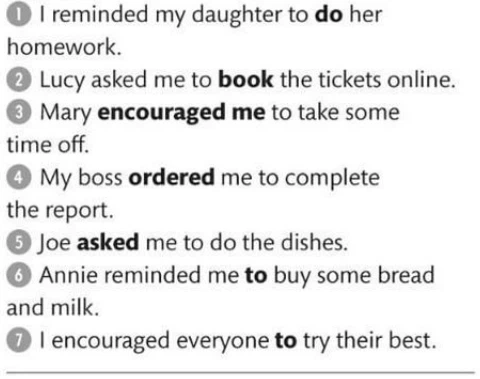 1 I reminded my daughter to do her
homework.
2 Lucy asked me to book the tickets online.
3 Mary encouraged me to take some
time off.
4 My boss ordered me to complete
the report.
5 Joe asked me to do the dishes.
6 Annie reminded me to buy some bread
and milk.
7 I encouraged everyone to try their best.